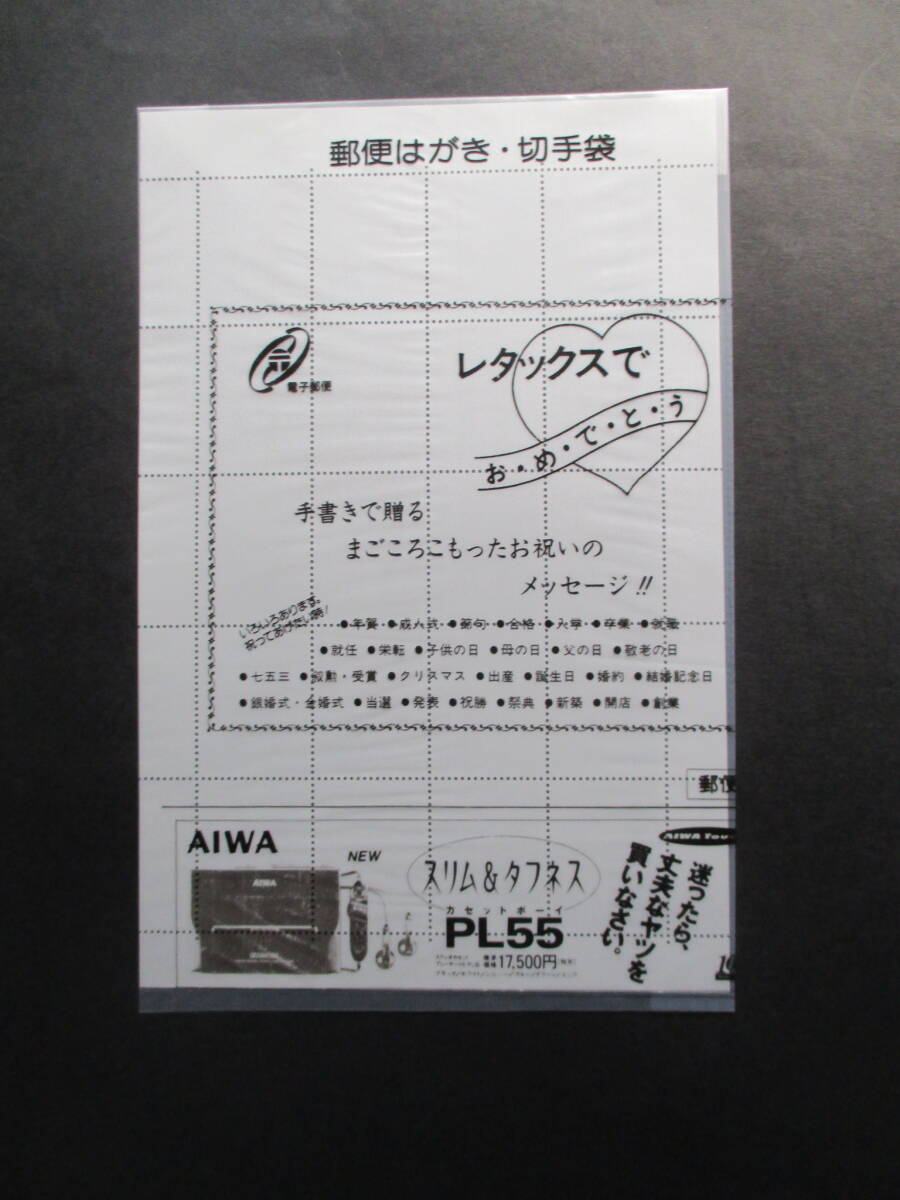 郵便はがき・切手袋
電子郵便
レタックスで
お・め・で・と・う
手書きで贈る
まごころこもったお祝いの
メッセージ!!
いろいろあります。
祝ってあげたい時!
●年賀●成人式●節句●合格●入学●卒業●就職
●就任●栄転●子供の日●母の日●父の日●敬老の日
●七五三●叙勲・受賞●クリスマス●出産●誕生日●婚約●結婚記念日
●銀婚式・金婚式●当選●発表●祝勝●祭典●新築●開店●創業
郵便
AIWA
NEW
AIWA
スリム&タフネス
カセットボーイ
PL55
標準価格17,500円
迷ったら、
丈夫なヤツを
買いなさい。